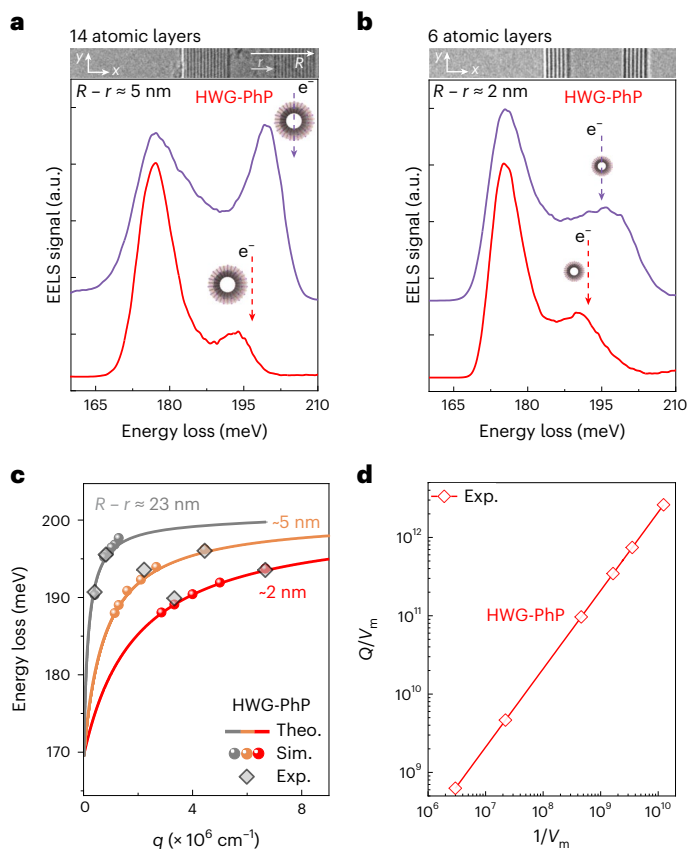 a
14 atomic layers
y
x
r
R
R – r ≈ 5 nm
HWG-PhP
e–
e–
EELS signal (a.u.)
165
180
195
210
Energy loss (meV)
b
6 atomic layers
y
x
R – r ≈ 2 nm
HWG-PhP
e–
e–
EELS signal (a.u.)
165
180
195
210
Energy loss (meV)
c
R – r ≈ 23 nm
~5 nm
~2 nm
200
190
180
170
Energy loss (meV)
HWG-PhP
Theo.
Sim.
Exp.
0
4
8
q (× 10⁶ cm⁻¹)
d
Exp.
HWG-PhP
10¹²
10¹¹
10¹⁰
10⁹
Q/Vₘ
10⁶
10⁷
10⁸
10⁹
10¹⁰
1/Vₘ